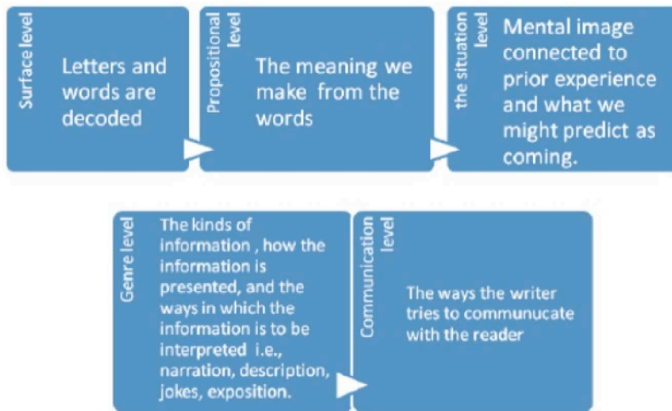 Surface level
Letters and
words are
decoded
Propositional
level
The meaning we
make from the
words
the situation
level
Mental image
connected to
prior experience
and what we
might predict as
coming.
Genre level
The kinds of
information , how the
information is
presented, and the
ways in which the
information is to be
interpreted i.e.,
narration, description,
jokes, exposition.
Communication
level
The ways the writer
tries to communucate
with the reader